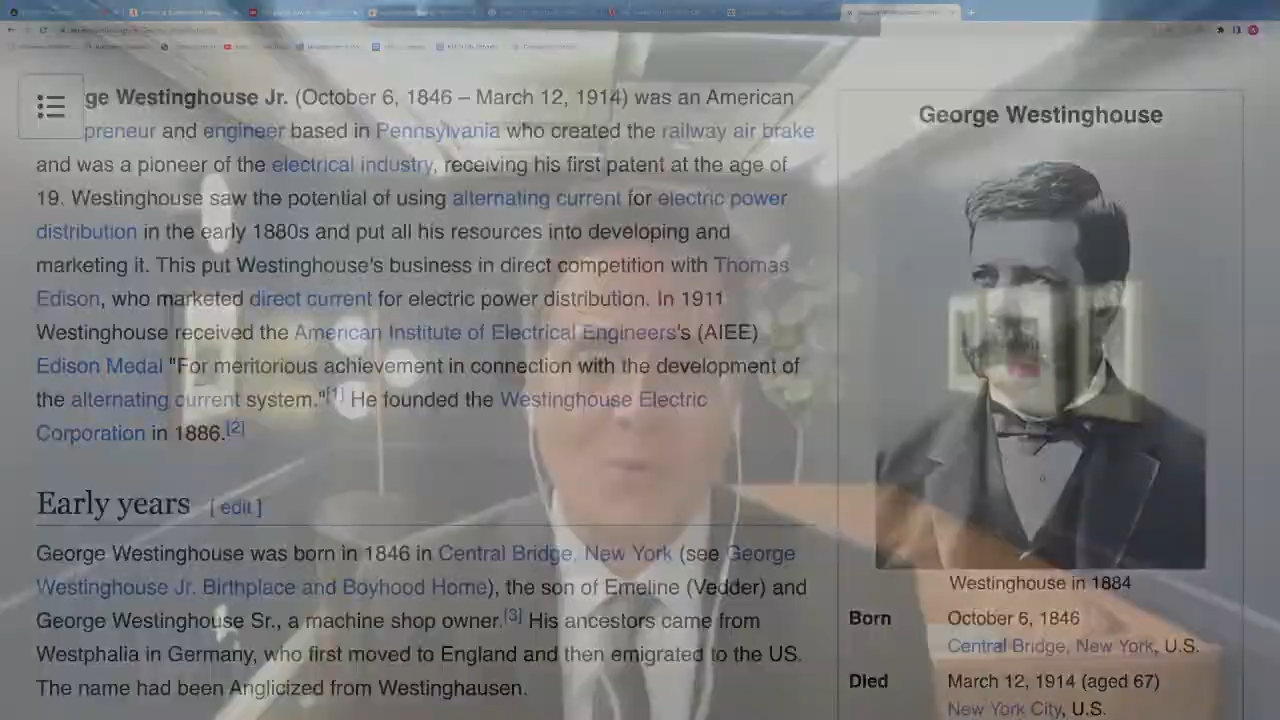 George Westinghouse
ge Westinghouse Jr. (October 6, 1846 – March 12, 1914) was an American
preneur and engineer based in Pennsylvania who created the railway air brake
and was a pioneer of the electrical industry, receiving his first patent at the age of
19. Westinghouse saw the potential of using alternating current for electric power
distribution in the early 1880s and put all his resources into developing and
marketing it. This put Westinghouse's business in direct competition with Thomas
Edison, who marketed direct current for electric power distribution. In 1911
Westinghouse received the American Institute of Electrical Engineers's (AIEE)
Edison Medal "For meritorious achievement in connection with the development of
the alternating current system."[1] He founded the Westinghouse Electric
Corporation in 1886.[2]
Early years [ edit ]
George Westinghouse was born in 1846 in Central Bridge, New York (see George
Westinghouse Jr. Birthplace and Boyhood Home), the son of Emeline (Vedder) and
George Westinghouse Sr., a machine shop owner.[3] His ancestors came from
Westphalia in Germany, who first moved to England and then emigrated to the US.
The name had been Anglicized from Westinghausen.
George Westinghouse
Westinghouse in 1884
Born October 6, 1846
Central Bridge, New York, U.S.
Died March 12, 1914 (aged 67)
New York City, U.S.